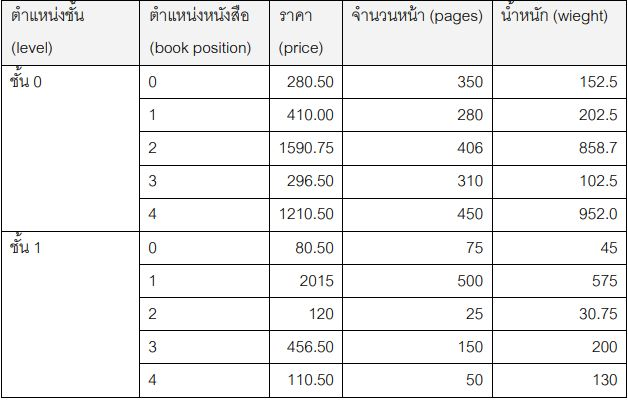 ตำแหน่งชั้น ตำแหน่งหนังสือ ราคา จำนวนหน้า (pages) น้ำหนัก (wieght)
(level) (book position) (price)
ชั้น 0 0 280.50 350 152.5
1 410.00 280 202.5
2 1590.75 406 858.7
3 296.50 310 102.5
4 1210.50 450 952.0
ชั้น 1 0 80.50 75 45
1 2015 500 575
2 120 25 30.75
3 456.50 150 200
4 110.50 50 130